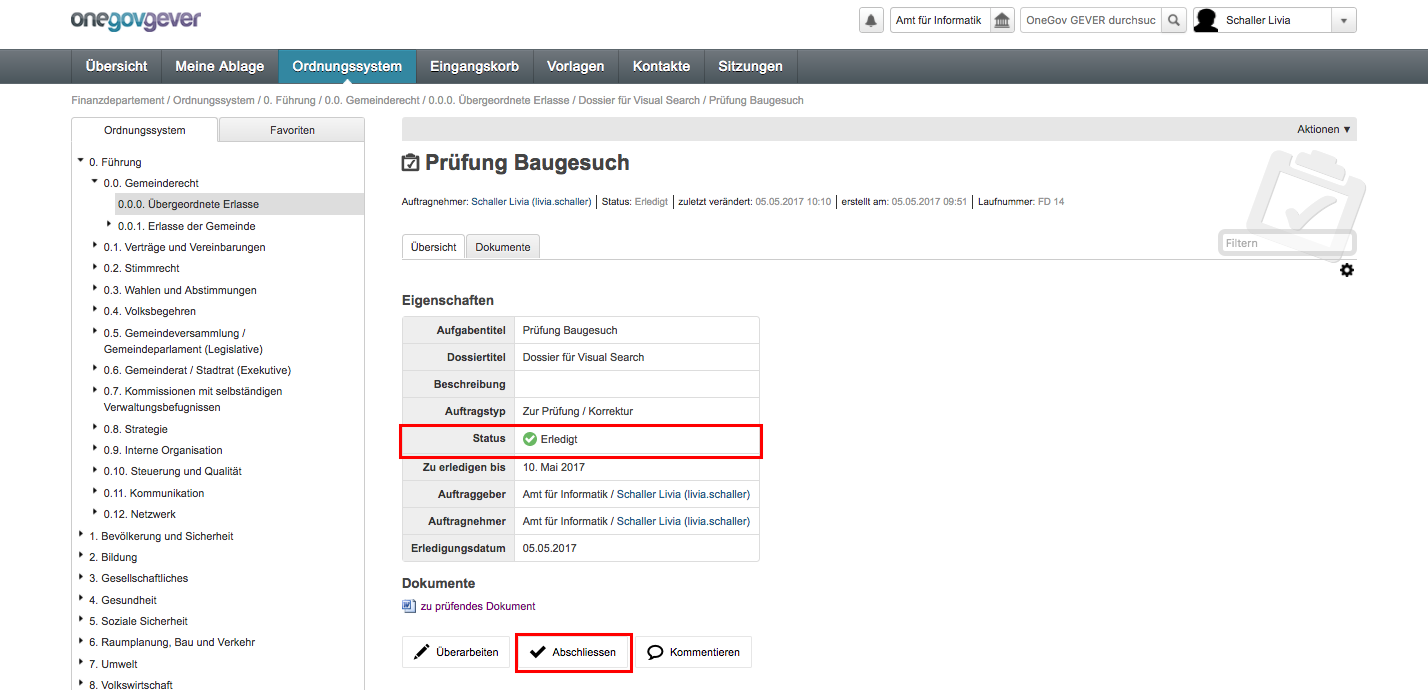 onegovgever
Amt für Informatik
OneGov GEVER durchsuc
Schaller Livia
Übersicht Meine Ablage Ordnungssystem Eingangskorb Vorlagen Kontakte Sitzungen
Finanzdepartement / Ordnungssystem / 0. Führung / 0.0. Gemeinderecht / 0.0.0. Übergeordnete Erlasse / Dossier für Visual Search / Prüfung Baugesuch
Ordnungssystem Favoriten
0. Führung
0.0. Gemeinderecht
0.0.0. Übergeordnete Erlasse
0.0.1. Erlasse der Gemeinde
0.1. Verträge und Vereinbarungen
0.2. Stimmrecht
0.3. Wahlen und Abstimmungen
0.4. Volksbegehren
0.5. Gemeindeversammlung /
Gemeindeparlament (Legislative)
0.6. Gemeinderat / Stadtrat (Exekutive)
0.7. Kommissionen mit selbständigen
Verwaltungsbefugnissen
0.8. Strategie
0.9. Interne Organisation
0.10. Steuerung und Qualität
0.11. Kommunikation
0.12. Netzwerk
1. Bevölkerung und Sicherheit
2. Bildung
3. Gesellschaftliches
4. Gesundheit
5. Soziale Sicherheit
6. Raumplanung, Bau und Verkehr
7. Umwelt
8. Volkswirtschaft
Aktionen ▼
Prüfung Baugesuch
Auftragnehmer: Schaller Livia (livia.schaller) Status: Erledigt zuletzt verändert: 05.05.2017 10:10 erstellt am: 05.05.2017 09:51 Laufnummer: FD 14
Übersicht Dokumente
Filtern
Eigenschaften
Aufgabentitel Prüfung Baugesuch
Dossiertitel Dossier für Visual Search
Beschreibung
Auftragstyp Zur Prüfung / Korrektur
Status Erledigt
Zu erledigen bis 10. Mai 2017
Auftraggeber Amt für Informatik / Schaller Livia (livia.schaller)
Auftragnehmer Amt für Informatik / Schaller Livia (livia.schaller)
Erledigungsdatum 05.05.2017
Dokumente
zu prüfendes Dokument
Überarbeiten Abschliessen Kommentieren